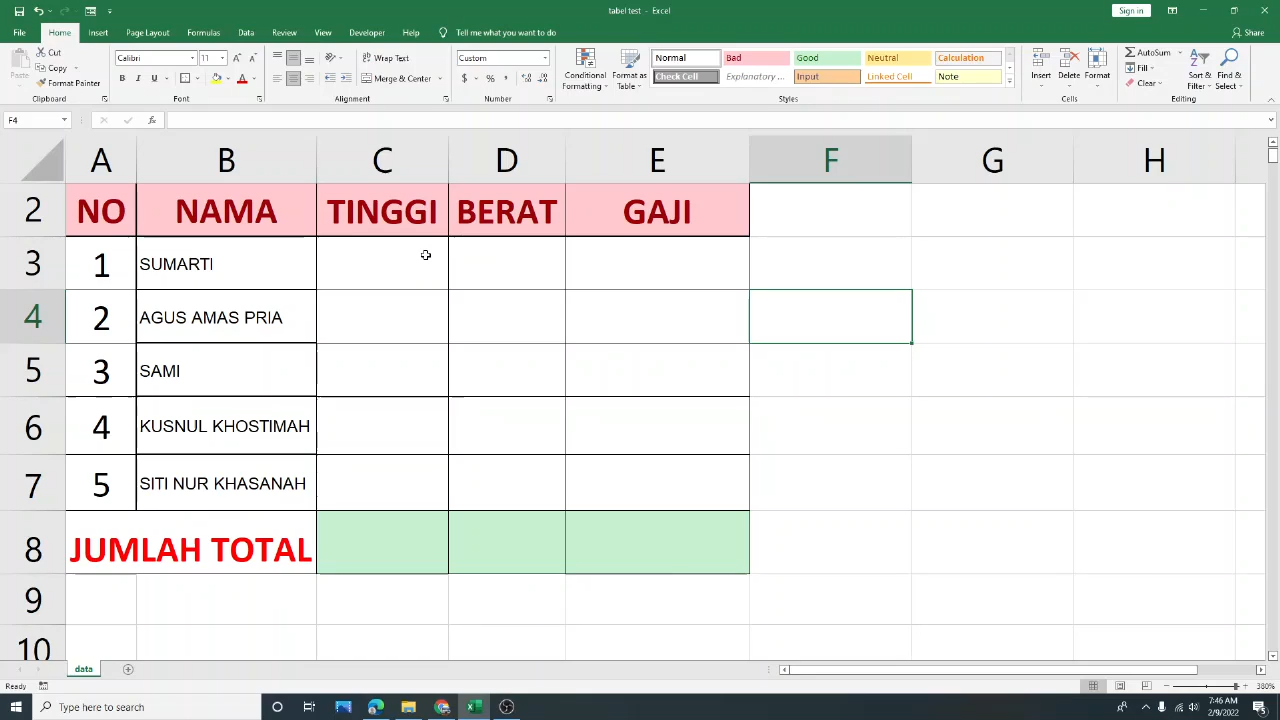 tabel test - Excel
Sign in
File Home Insert Page Layout Formulas Data Review View Developer Help Tell me what you want to do Share
Paste Cut Copy Format Painter
Clipboard
Calibri 11
B I U
Font
Wrap Text
Merge & Center
Alignment
Custom
$ % ,
Number
Conditional Formatting
Format as Table
Normal Bad Good Neutral Calculation
Check Cell Explanatory ... Input Linked Cell Note
Styles
Insert Delete Format
Cells
AutoSum Fill Clear
Sort & Filter
Find & Select
Editing
F4 fx
A B C D E F G H
2 NO NAMA TINGGI BERAT GAJI
3 1 SUMARTI
4 2 AGUS AMAS PRIA
5 3 SAMI
6 4 KUSNUL KHOSTIMAH
7 5 SITI NUR KHASANAH
8 JUMLAH TOTAL
9
10
data
Ready
Type here to search
7:46 AM
2/9/2022